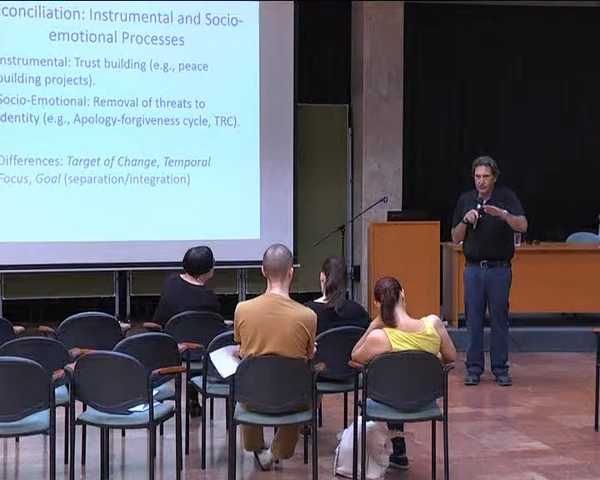 conciliation: Instrumental and Socio-
emotional Processes
nstrumental: Trust building (e.g., peace
building projects).
Socio-Emotional: Removal of threats to
dentity (e.g., Apology-forgiveness cycle, TRC).
Differences: Target of Change, Temporal
Focus, Goal (separation/integration)